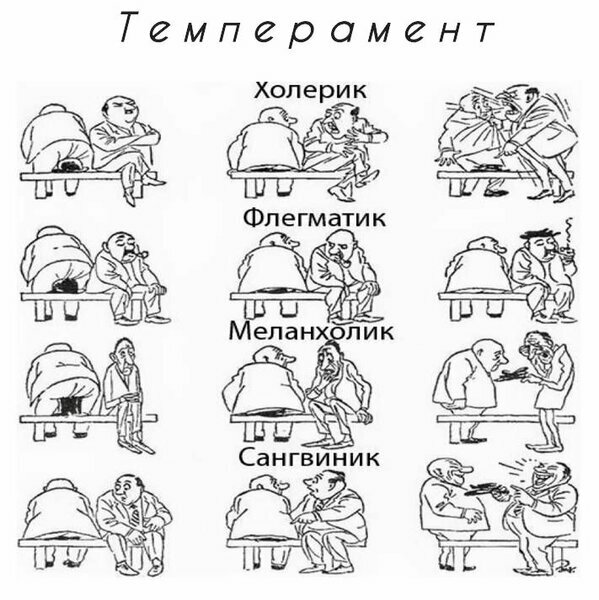 Темперамент
Холерик
Флегматик
Меланхолик
Сангвиник